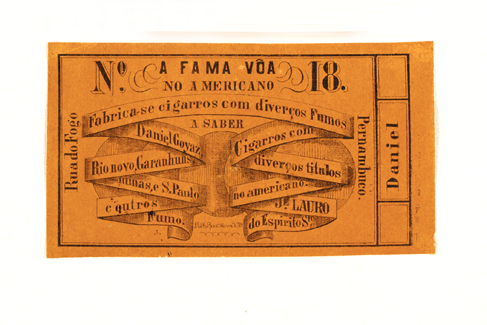 Nº. A FAMA VÔA 18.
NO AMERICANO
Fabrica-se cigarros com diverços Fumos
A SABER
Daniel Goyaz
Rio novo, Garanhuns
minas, e S. Paulo
e outros
Fumo.
Cigarros com
diverços titulos
no americano.
Jº. LAURO
do Espirito Sto
Rua do Fogo
Pernambuco.
Daniel